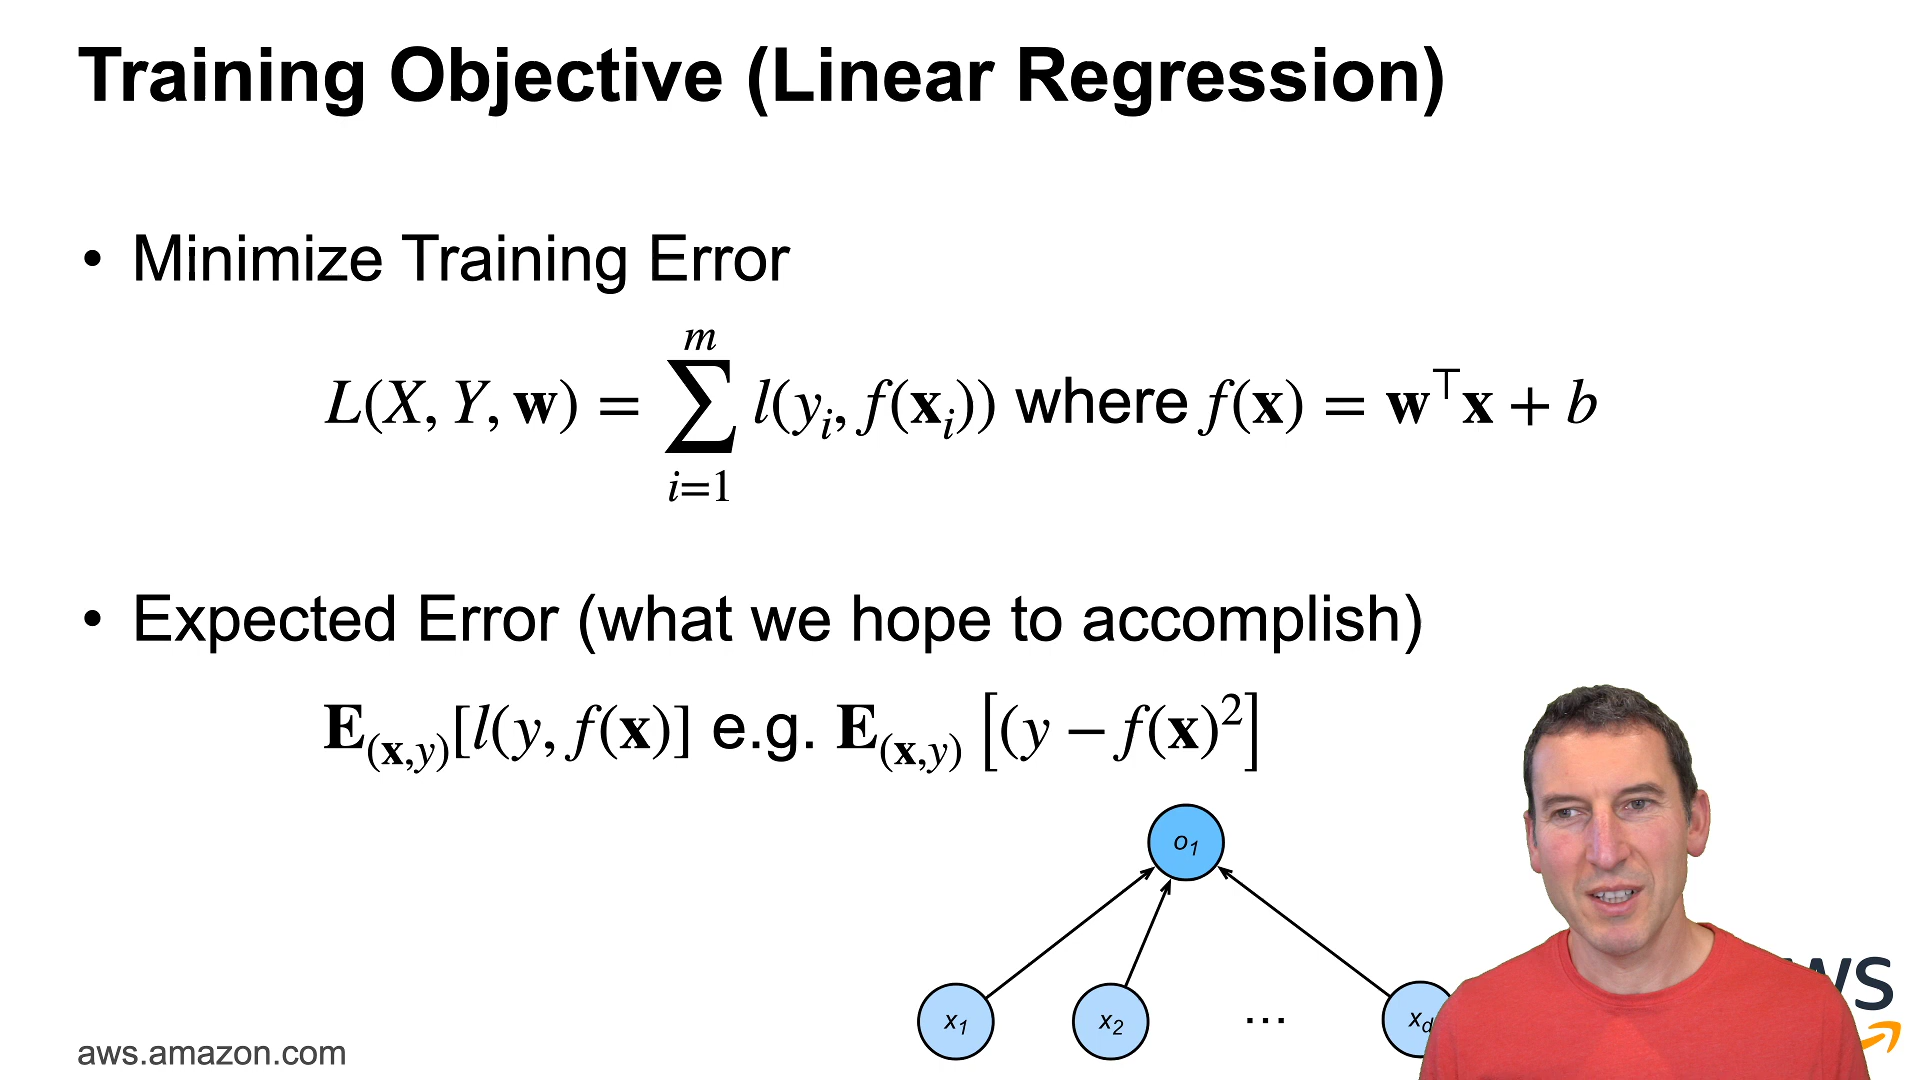 Training Objective (Linear Regression)
• Minimize Training Error
L(X, Y, w) = ∑_{i=1}^{m} l(y_i, f(x_i)) where f(x) = w^⊤x + b
• Expected Error (what we hope to accomplish)
E_{(x,y)}[l(y, f(x)] e.g. E_{(x,y)} [(y − f(x)^2]
o_1
x_1 x_2 ... x_d
aws.amazon.com